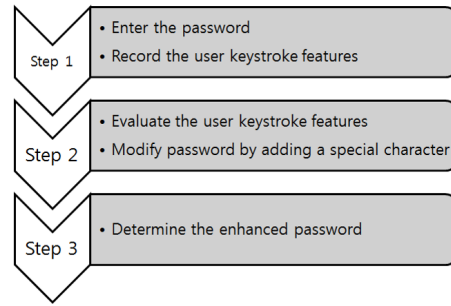 Step 1
• Enter the password
• Record the user keystroke features
Step 2
• Evaluate the user keystroke features
• Modify password by adding a special character
Step 3
• Determine the enhanced password